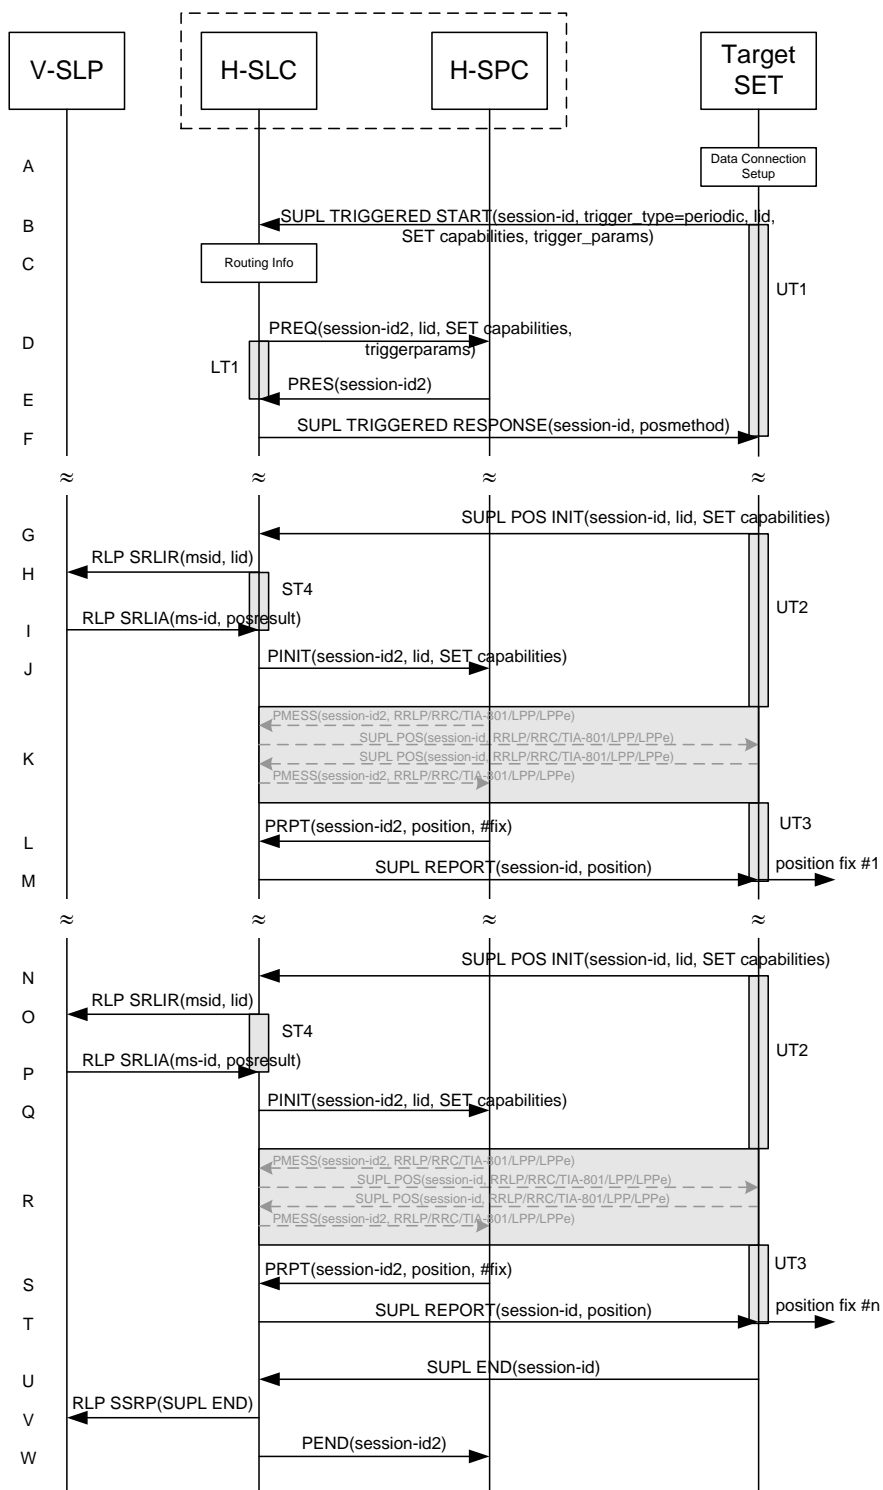 V-SLP
H-SLC
H-SPC
Target
SET
A
Data Connection
Setup
B
SUPL TRIGGERED START(session-id, trigger_type=periodic, lid,
SET capabilities, trigger_params)
C
Routing Info
UT1
D
PREQ(session-id2, lid, SET capabilities,
triggerparams)
LT1
E
PRES(session-id2)
F
SUPL TRIGGERED RESPONSE(session-id, posmethod)
≈ ≈ ≈ ≈
G
SUPL POS INIT(session-id, lid, SET capabilities)
H
RLP SRLIR(msid, lid)
ST4
UT2
I
RLP SRLIA(ms-id, posresult)
J
PINIT(session-id2, lid, SET capabilities)
PMESS(session-id2, RRLP/RRC/TIA-801/LPP/LPPe)
SUPL POS(session-id, RRLP/RRC/TIA-801/LPP/LPPe)
K
SUPL POS(session-id, RRLP/RRC/TIA-801/LPP/LPPe)
PMESS(session-id2, RRLP/RRC/TIA-801/LPP/LPPe)
L
PRPT(session-id2, position, #fix)
UT3
M
SUPL REPORT(session-id, position)
position fix #1
≈ ≈ ≈ ≈
N
SUPL POS INIT(session-id, lid, SET capabilities)
O
RLP SRLIR(msid, lid)
ST4
UT2
P
RLP SRLIA(ms-id, posresult)
Q
PINIT(session-id2, lid, SET capabilities)
PMESS(session-id2, RRLP/RRC/TIA-801/LPP/LPPe)
SUPL POS(session-id, RRLP/RRC/TIA-801/LPP/LPPe)
R
SUPL POS(session-id, RRLP/RRC/TIA-801/LPP/LPPe)
PMESS(session-id2, RRLP/RRC/TIA-801/LPP/LPPe)
S
PRPT(session-id2, position, #fix)
UT3
T
SUPL REPORT(session-id, position)
position fix #n
U
SUPL END(session-id)
V
RLP SSRP(SUPL END)
W
PEND(session-id2)